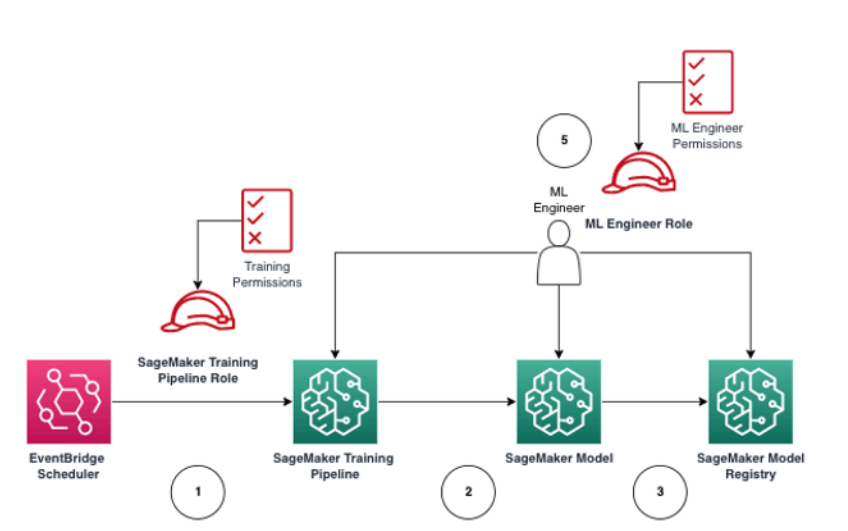 ML Engineer
Permissions
5
ML
Engineer
ML Engineer Role
Training
Permissions
SageMaker Training
Pipeline Role
EventBridge
Scheduler
SageMaker Training
Pipeline
SageMaker Model
SageMaker Model
Registry
1
2
3